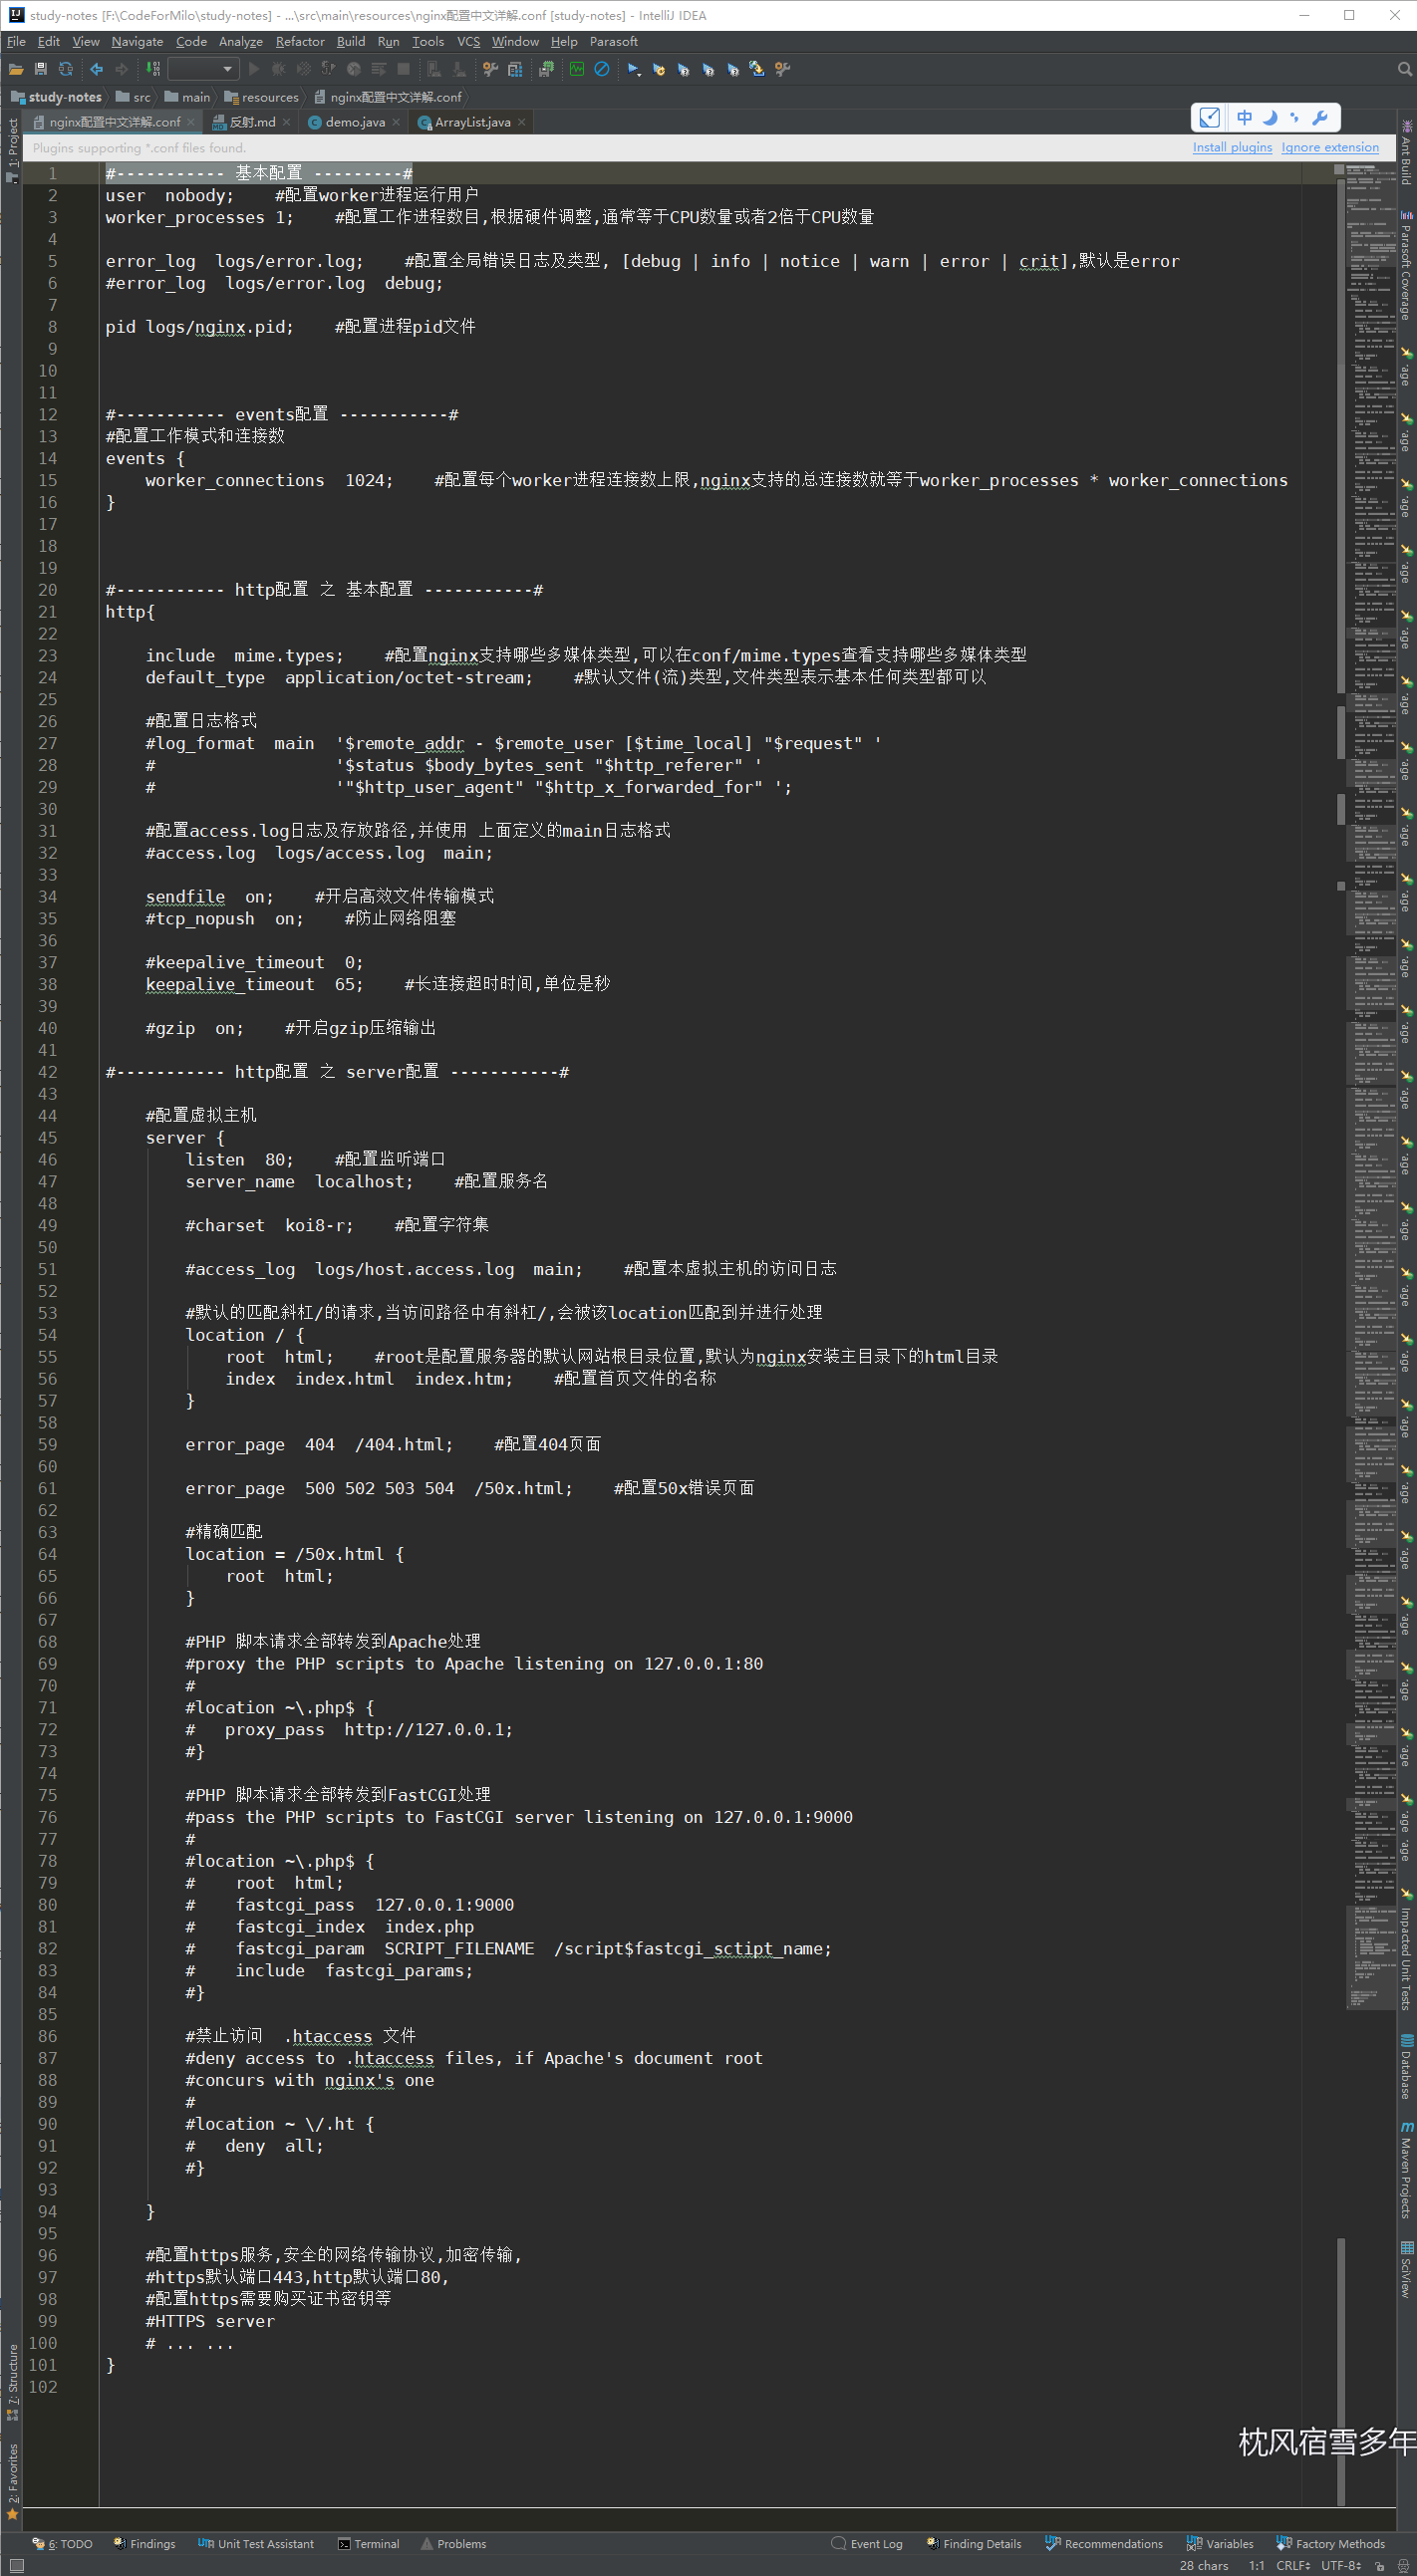 study-notes [F:\CodeForMilo\study-notes] - ...\src\main\resources\nginx配置中文详解.conf [study-notes] - IntelliJ IDEA
File Edit View Navigate Code Analyze Refactor Build Run Tools VCS Window Help Parasoft
study-notes src main resources nginx配置中文详解.conf
nginx配置中文详解.conf 反射.md demo.java ArrayList.java
中
Plugins supporting *.conf files found. Install plugins Ignore extension
1 #----------- 基本配置 ---------#
2 user  nobody;    #配置worker进程运行用户
3 worker_processes 1;    #配置工作进程数目,根据硬件调整,通常等于CPU数量或者2倍于CPU数量
4
5 error_log  logs/error.log;    #配置全局错误日志及类型, [debug | info | notice | warn | error | crit],默认是error
6 #error_log  logs/error.log  debug;
7
8 pid logs/nginx.pid;    #配置进程pid文件
9
10
11
12 #----------- events配置 -----------#
13 #配置工作模式和连接数
14 events {
15     worker_connections  1024;    #配置每个worker进程连接数上限,nginx支持的总连接数就等于worker_processes * worker_connections
16 }
17
18
19
20 #----------- http配置 之 基本配置 -----------#
21 http{
22
23     include  mime.types;    #配置nginx支持哪些多媒体类型,可以在conf/mime.types查看支持哪些多媒体类型
24     default_type  application/octet-stream;    #默认文件(流)类型,文件类型表示基本任何类型都可以
25
26     #配置日志格式
27     #log_format  main  '$remote_addr - $remote_user [$time_local] "$request" '
28     #                  '$status $body_bytes_sent "$http_referer" '
29     #                  '"$http_user_agent" "$http_x_forwarded_for" ';
30
31     #配置access.log日志及存放路径,并使用 上面定义的main日志格式
32     #access.log  logs/access.log  main;
33
34     sendfile  on;    #开启高效文件传输模式
35     #tcp_nopush  on;    #防止网络阻塞
36
37     #keepalive_timeout  0;
38     keepalive_timeout  65;    #长连接超时时间,单位是秒
39
40     #gzip  on;    #开启gzip压缩输出
41
42 #----------- http配置 之 server配置 -----------#
43
44     #配置虚拟主机
45     server {
46         listen  80;    #配置监听端口
47         server_name  localhost;    #配置服务名
48
49         #charset  koi8-r;    #配置字符集
50
51         #access_log  logs/host.access.log  main;    #配置本虚拟主机的访问日志
52
53         #默认的匹配斜杠/的请求,当访问路径中有斜杠/,会被该location匹配到并进行处理
54         location / {
55             root  html;    #root是配置服务器的默认网站根目录位置,默认为nginx安装主目录下的html目录
56             index  index.html  index.htm;    #配置首页文件的名称
57         }
58
59         error_page  404  /404.html;    #配置404页面
60
61         error_page  500 502 503 504  /50x.html;    #配置50x错误页面
62
63         #精确匹配
64         location = /50x.html {
65             root  html;
66         }
67
68         #PHP 脚本请求全部转发到Apache处理
69         #proxy the PHP scripts to Apache listening on 127.0.0.1:80
70         #
71         #location ~\.php$ {
72         #   proxy_pass  http://127.0.0.1;
73         #}
74
75         #PHP 脚本请求全部转发到FastCGI处理
76         #pass the PHP scripts to FastCGI server listening on 127.0.0.1:9000
77         #
78         #location ~\.php$ {
79         #    root  html;
80         #    fastcgi_pass  127.0.0.1:9000
81         #    fastcgi_index  index.php
82         #    fastcgi_param  SCRIPT_FILENAME  /script$fastcgi_sctipt_name;
83         #    include  fastcgi_params;
84         #}
85
86         #禁止访问  .htaccess 文件
87         #deny access to .htaccess files, if Apache's document root
88         #concurs with nginx's one
89         #
90         #location ~ \/.ht {
91         #   deny  all;
92         #}
93
94     }
95
96     #配置https服务,安全的网络传输协议,加密传输,
97     #https默认端口443,http默认端口80,
98     #配置https需要购买证书密钥等
99     #HTTPS server
100     # ... ...
101 }
102
1: Project
7: Structure
2: Favorites
Ant Build
Parasoft Coverage
Impacted Unit Tests
Database
Maven Projects
SciView
枕风宿雪多年
6: TODO Findings Unit Test Assistant Terminal Problems Event Log Finding Details Recommendations Variables Factory Methods
28 chars 1:1 CRLF UTF-8